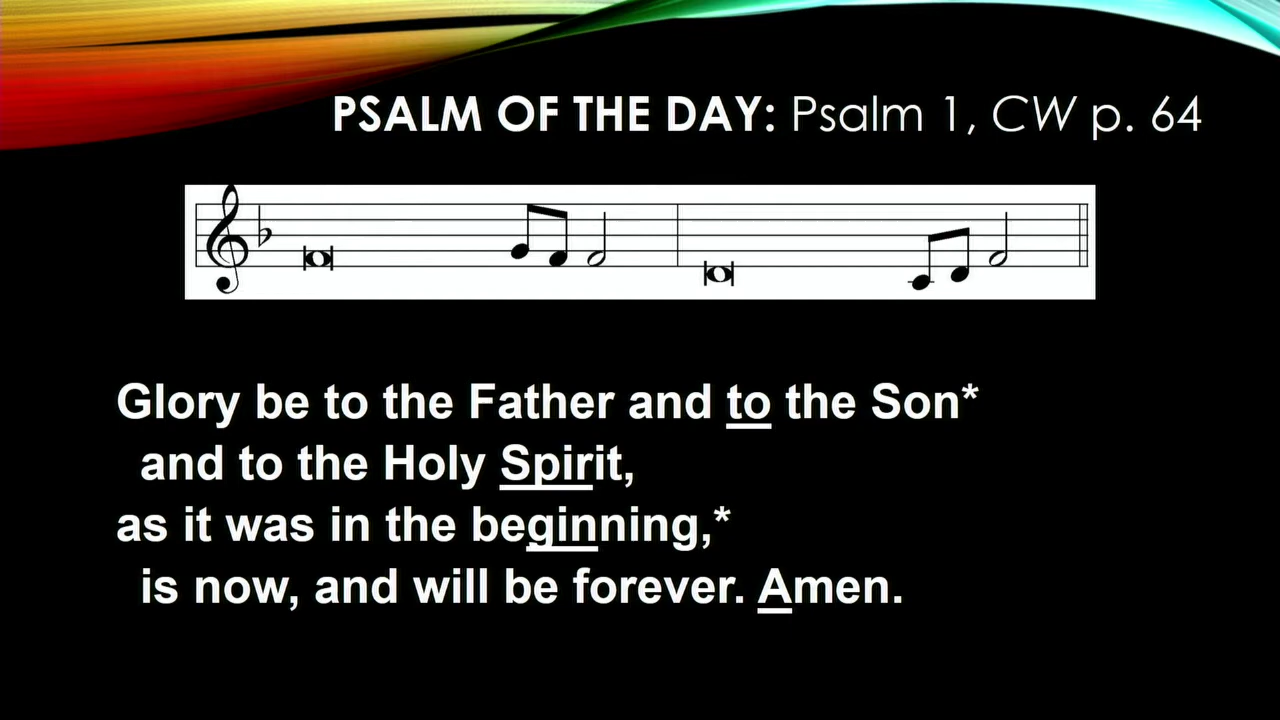 PSALM OF THE DAY: Psalm 1, CW p. 64
Glory be to the Father and to the Son*
and to the Holy Spirit,
as it was in the beginning,*
is now, and will be forever. Amen.